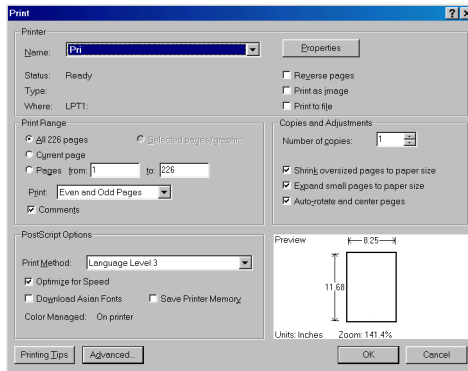 Print
Printer
Name: Pri
Properties
Status: Ready
Type:
Where: LPT1:
Reverse pages
Print as image
Print to file
Print Range
All 226 pages
Selected pages/graphic
Current page
Pages from: 1 to: 226
Print: Even and Odd Pages
Comments
Copies and Adjustments
Number of copies: 1
Shrink oversized pages to paper size
Expand small pages to paper size
Auto-rotate and center pages
PostScript Options
Print Method: Language Level 3
Optimize for Speed
Download Asian Fonts
Save Printer Memory
Color Managed: On printer
Preview
8.25
11.68
Units: Inches Zoom: 141.4%
Printing Tips
Advanced...
OK
Cancel